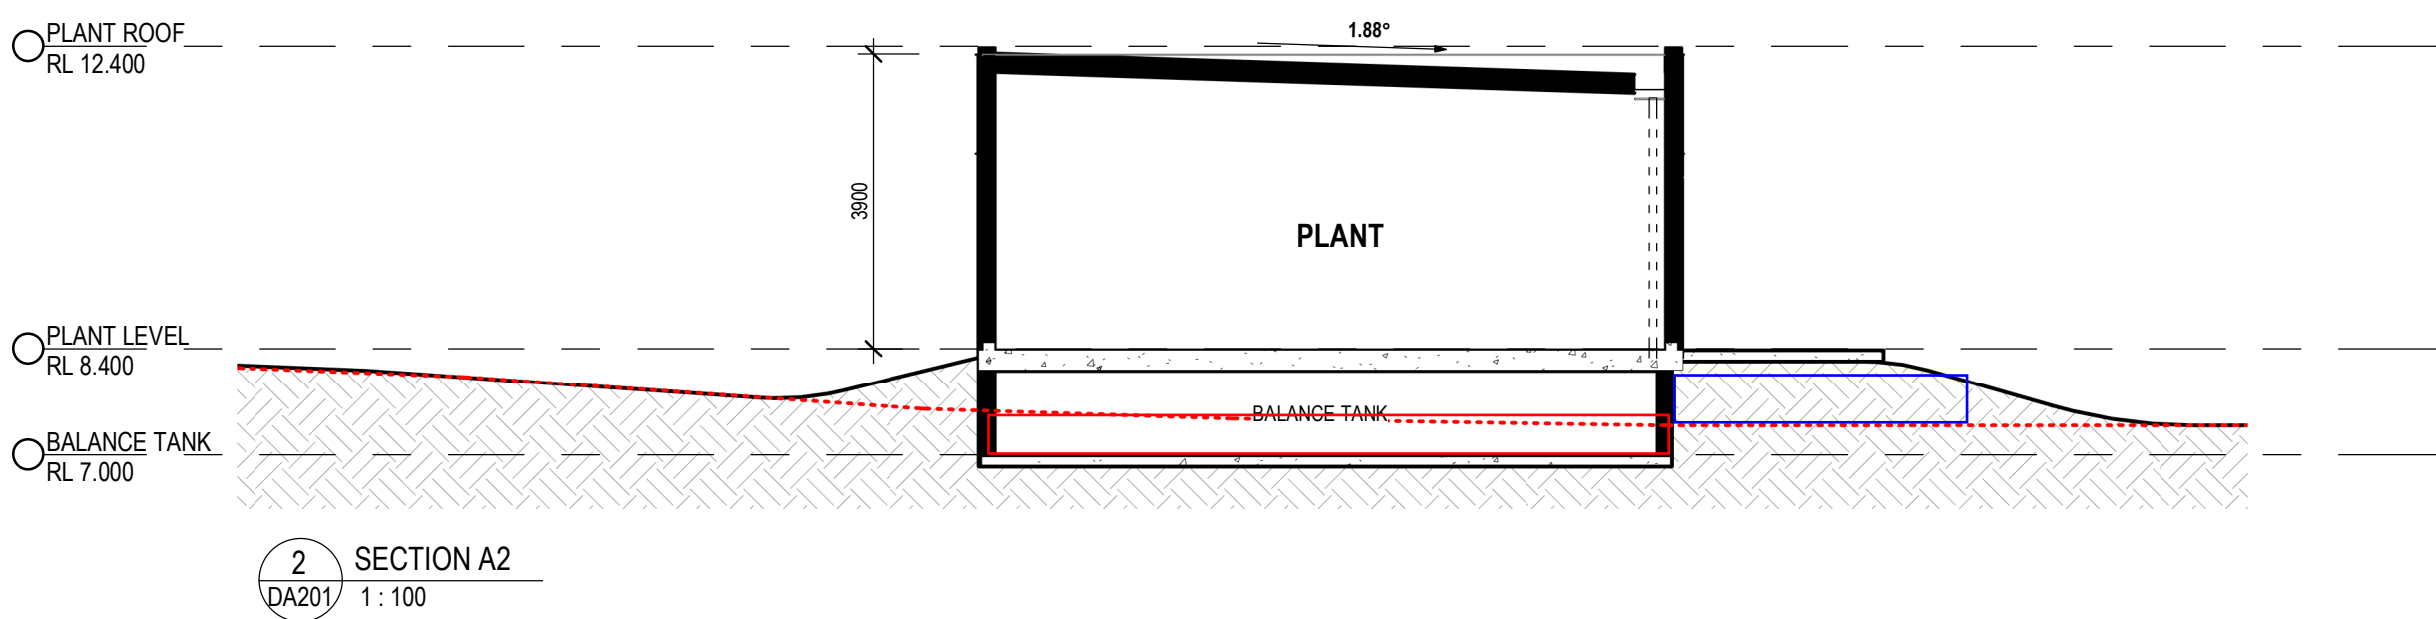 PLANT ROOF
RL 12.400
1.88°
3900
PLANT
PLANT LEVEL
RL 8.400
BALANCE TANK
BALANCE TANK
RL 7.000
2
DA201
SECTION A2
1 : 100